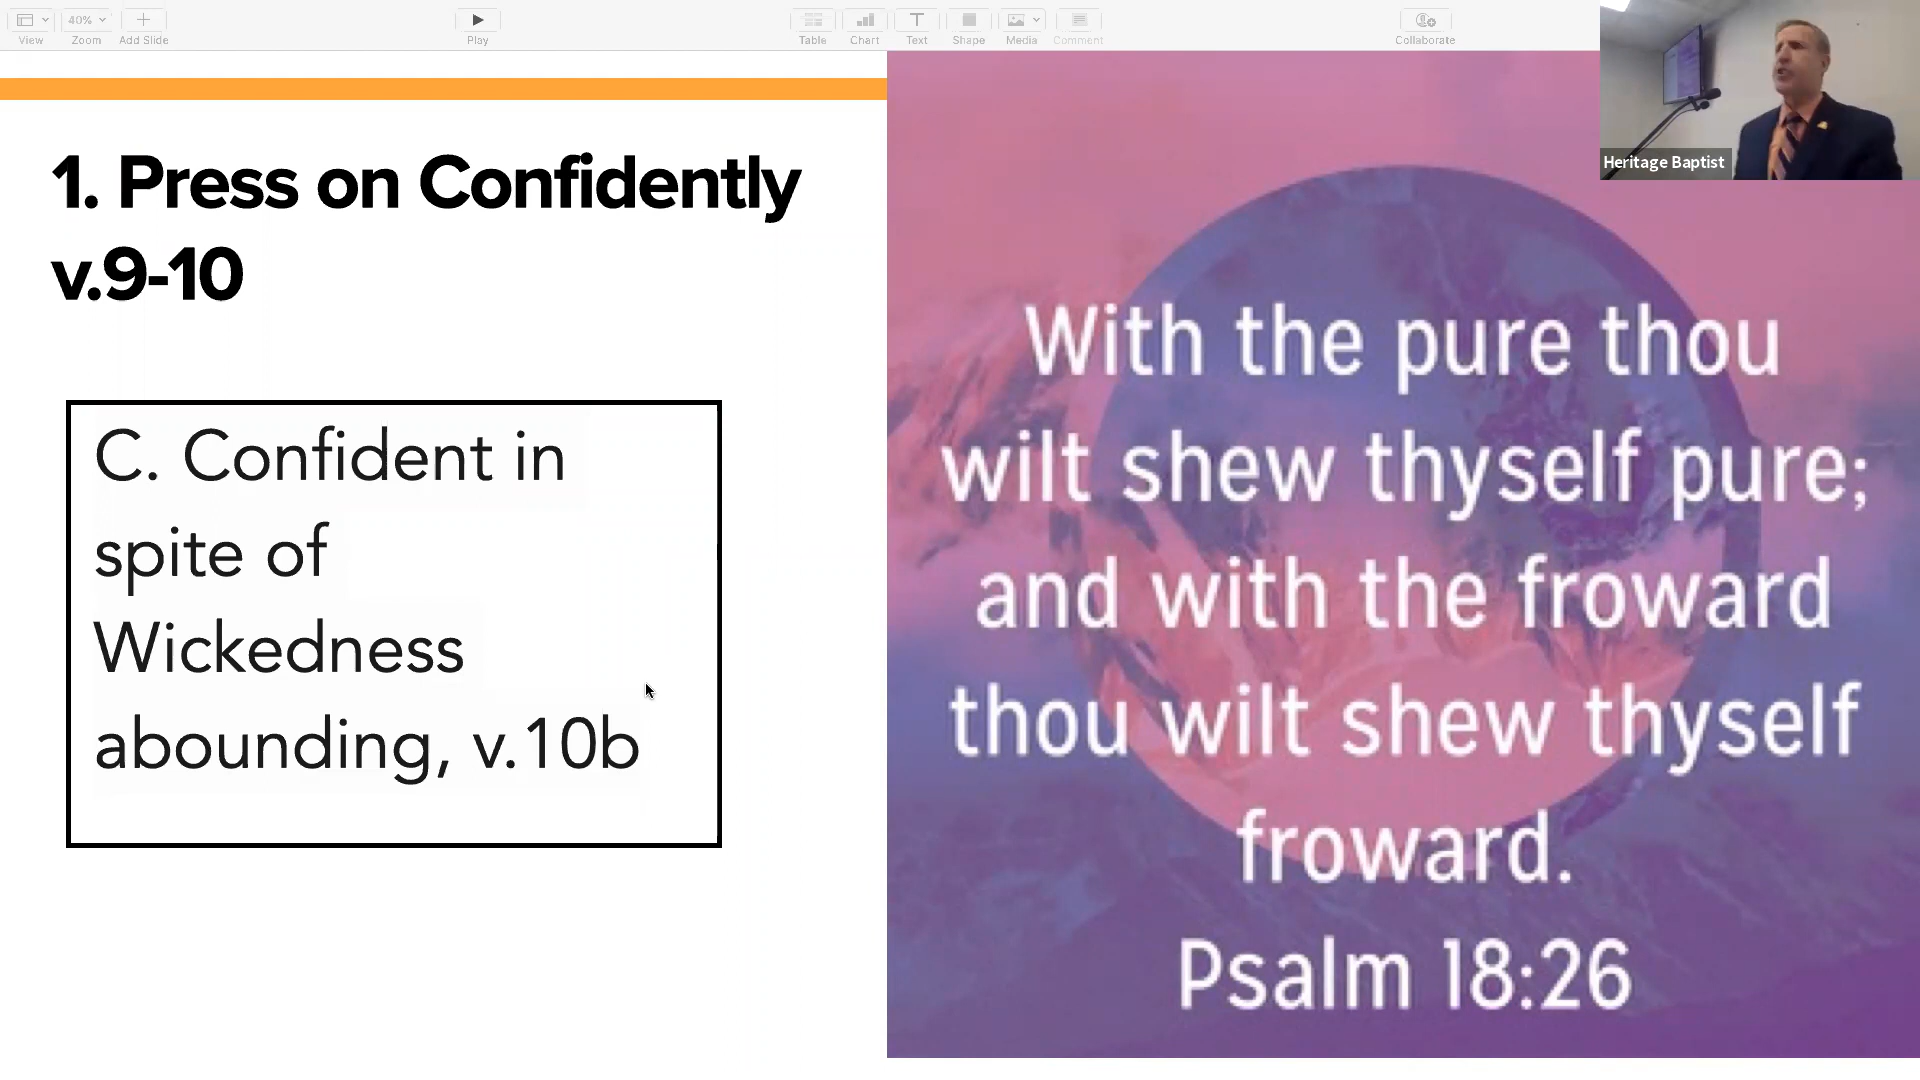 40%
View
Zoom
Add Slide
Play
Table
Chart
Text
Shape
Media
Comment
Collaborate
Heritage Baptist
1. Press on Confidently
v.9-10
C. Confident in
spite of
Wickedness
abounding, v.10b
With the pure thou
wilt shew thyself pure;
and with the froward
thou wilt shew thyself
froward.
Psalm 18:26